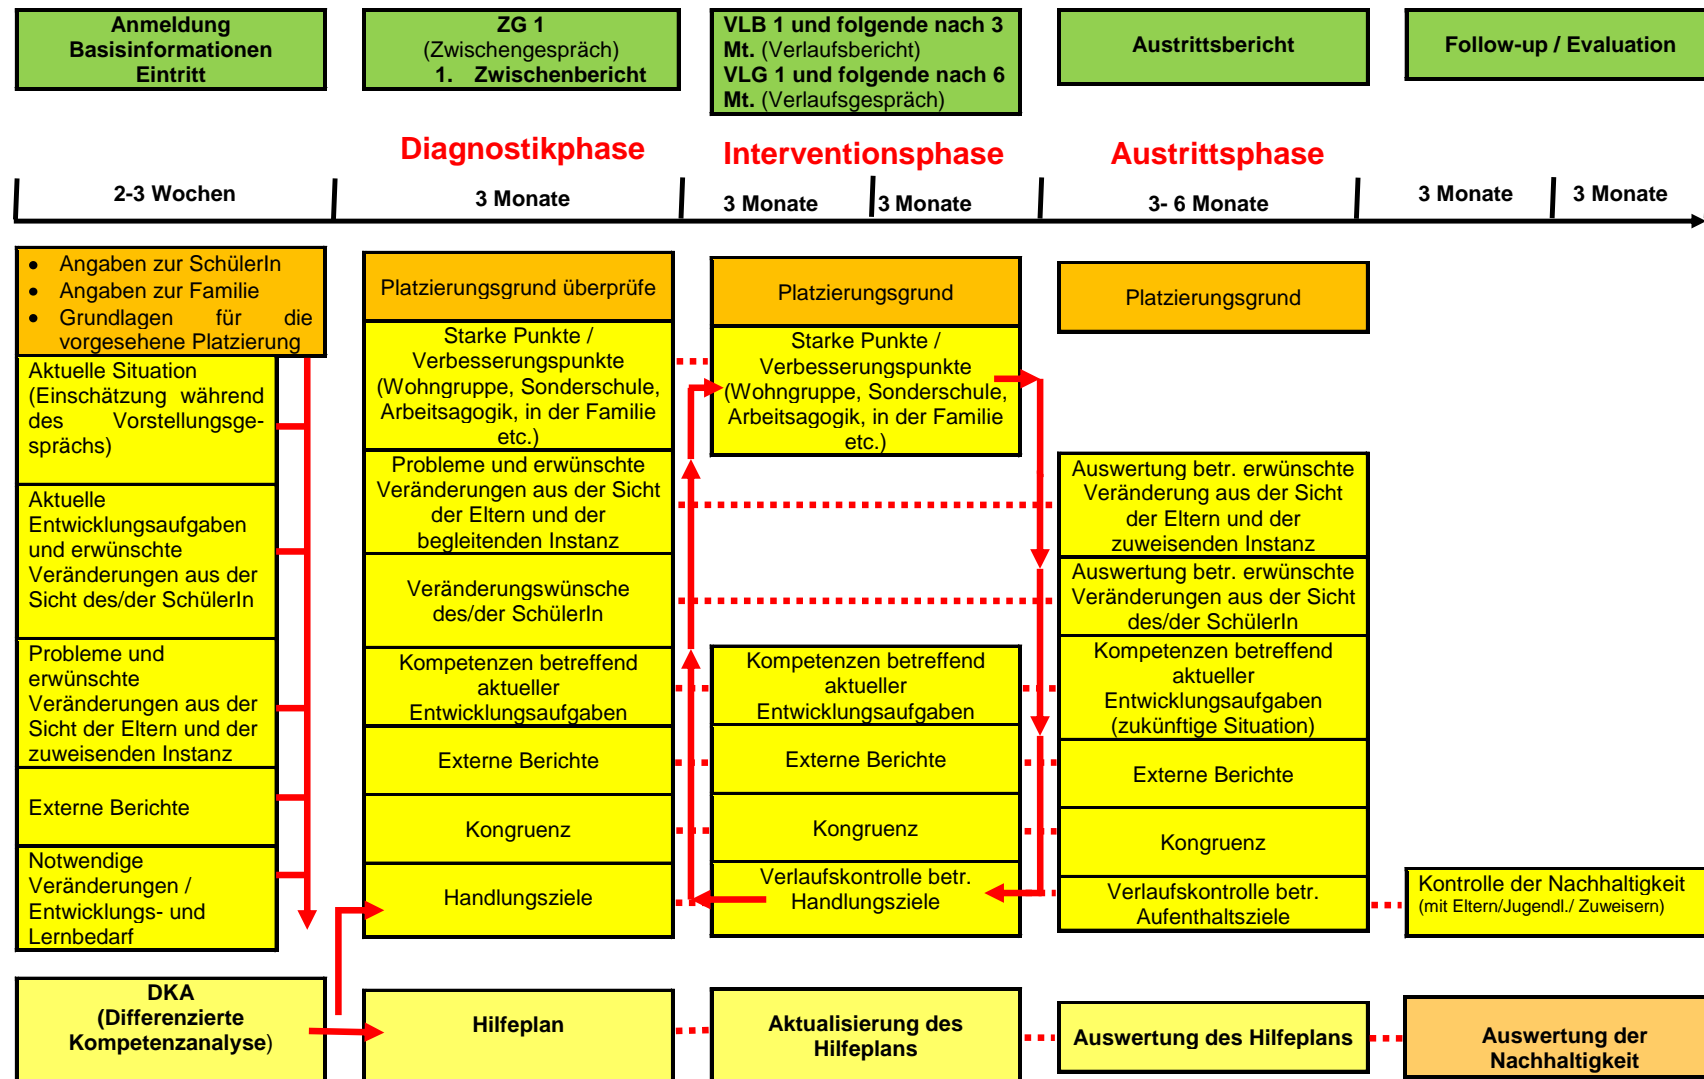 Anmeldung
Basisinformationen
Eintritt
ZG 1
(Zwischengespräch)
1. Zwischenbericht
VLB 1 und folgende nach 3
Mt. (Verlaufsbericht)
VLG 1 und folgende nach 6
Mt. (Verlaufsgespräch)
Austrittsbericht
Follow-up / Evaluation
Diagnostikphase
Interventionsphase
Austrittsphase
2-3 Wochen
3 Monate
3 Monate
3 Monate
3- 6 Monate
3 Monate
3 Monate
• Angaben zur SchülerIn
• Angaben zur Familie
• Grundlagen für die
vorgesehene Platzierung
Aktuelle Situation
(Einschätzung während
des Vorstellungsge-
sprächs)
Aktuelle
Entwicklungsaufgaben
und erwünschte
Veränderungen aus der
Sicht des/der SchülerIn
Probleme und
erwünschte
Veränderungen aus der
Sicht der Eltern und der
zuweisenden Instanz
Externe Berichte
Notwendige
Veränderungen /
Entwicklungs- und
Lernbedarf
DKA
(Differenzierte
Kompetenzanalyse)
Platzierungsgrund überprüfe
Starke Punkte /
Verbesserungspunkte
(Wohngruppe, Sonderschule,
Arbeitsagogik, in der Familie
etc.)
Probleme und erwünschte
Veränderungen aus der Sicht
der Eltern und der
begleitenden Instanz
Veränderungswünsche
des/der SchülerIn
Kompetenzen betreffend
aktueller
Entwicklungsaufgaben
Externe Berichte
Kongruenz
Handlungsziele
Hilfeplan
Platzierungsgrund
Starke Punkte /
Verbesserungspunkte
(Wohngruppe, Sonderschule,
Arbeitsagogik, in der Familie
etc.)
Kompetenzen betreffend
aktueller
Entwicklungsaufgaben
Externe Berichte
Kongruenz
Verlaufskontrolle betr.
Handlungsziele
Aktualisierung des
Hilfeplans
Platzierungsgrund
Auswertung betr. erwünschte
Veränderung aus der Sicht
der Eltern und der
zuweisenden Instanz
Auswertung betr. erwünschte
Veränderungen aus der Sicht
des/der SchülerIn
Kompetenzen betreffend
aktueller
Entwicklungsaufgaben
(zukünftige Situation)
Externe Berichte
Kongruenz
Verlaufskontrolle betr.
Aufenthaltsziele
Auswertung des Hilfeplans
Kontrolle der Nachhaltigkeit
(mit Eltern/Jugendl./ Zuweisern)
Auswertung der
Nachhaltigkeit